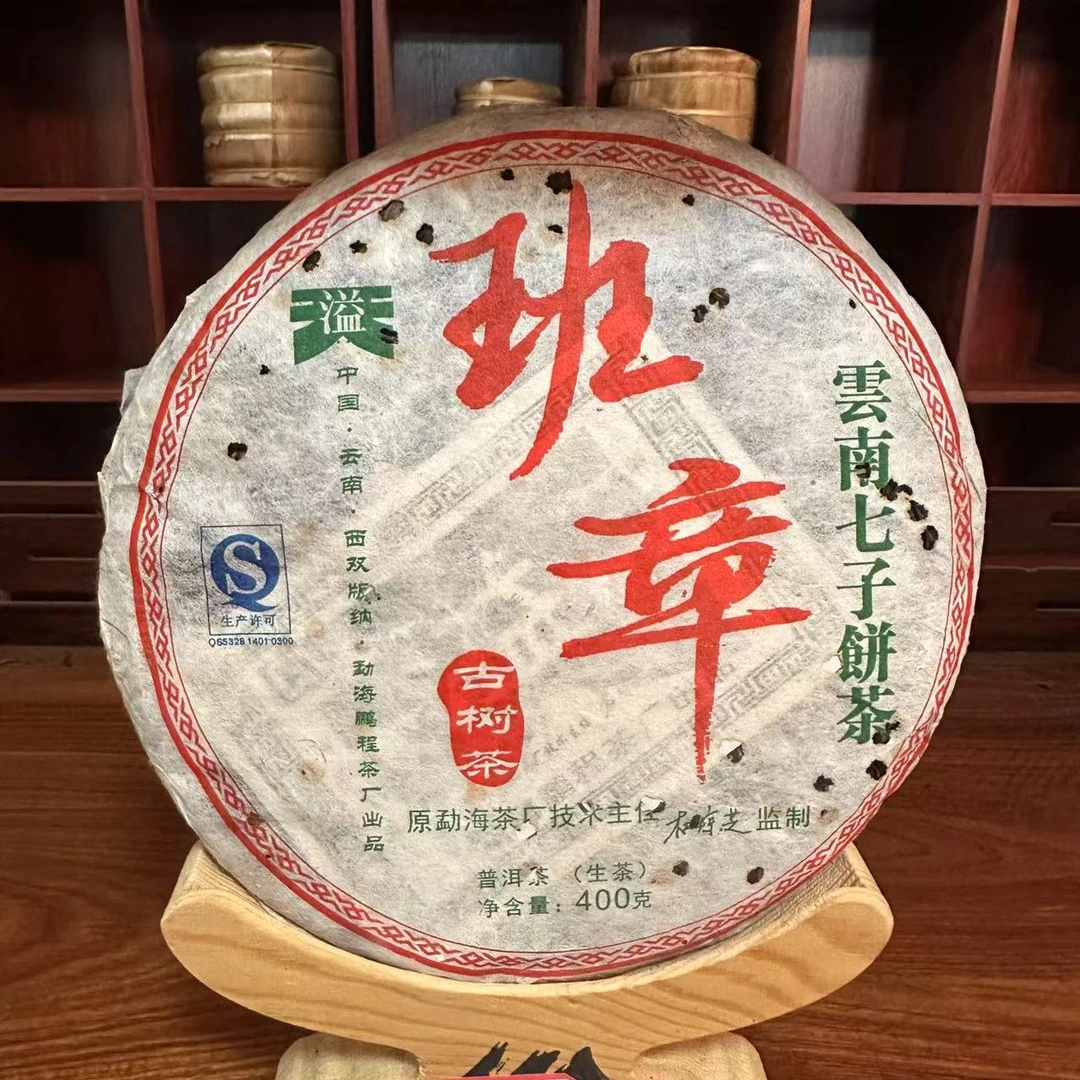 班章
雲南七子餅茶
溢
中国·云南·西双版纳·勐海鹏程茶厂出品
生产许可
QS5328 1401 0300
古树茶
原勐海茶厂技术主任 监制
普洱茶（生茶）
净含量：400克